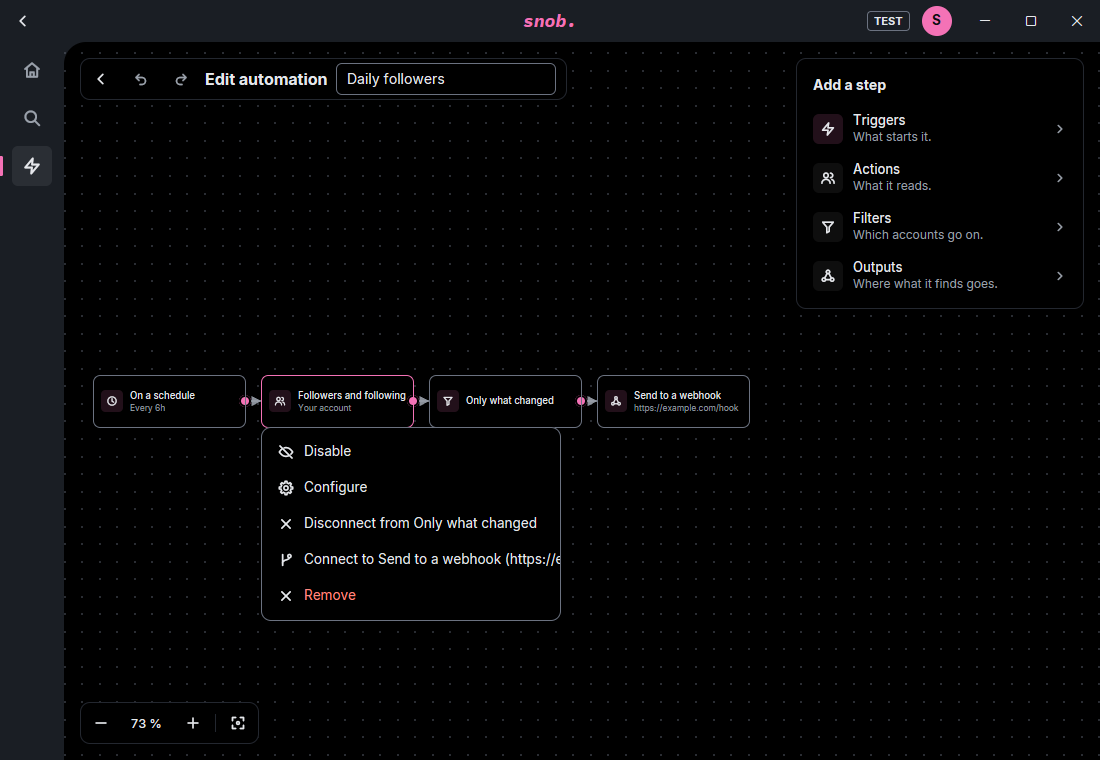 snob.
TEST
S
Edit automation
Daily followers
Add a step
Triggers
What starts it.
Actions
What it reads.
Filters
Which accounts go on.
Outputs
Where what it finds goes.
On a schedule
Every 6h
Followers and following
Your account
Only what changed
Send to a webhook
https://example.com/hook
Disable
Configure
Disconnect from Only what changed
Connect to Send to a webhook (https://e
Remove
73 %